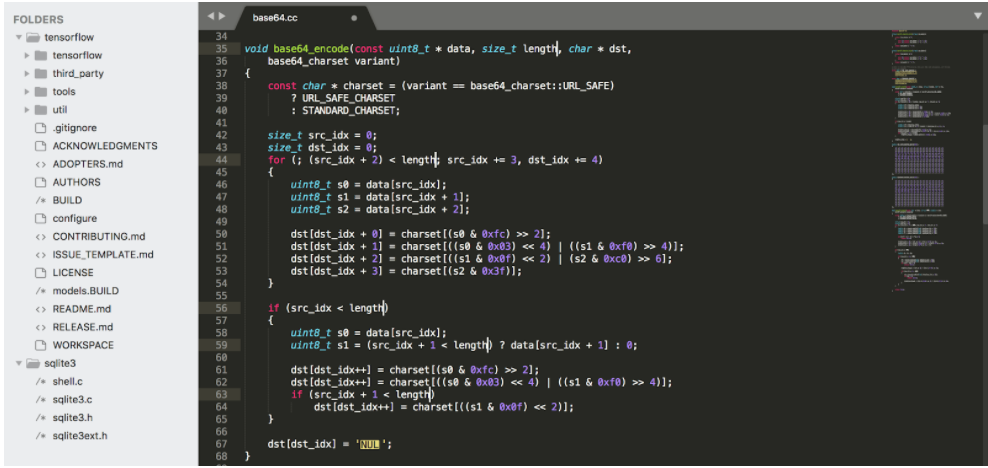 FOLDERS
tensorflow
tensorflow
third_party
tools
util
.gitignore
ACKNOWLEDGMENTS
<> ADOPTERS.md
AUTHORS
/* BUILD
configure
<> CONTRIBUTING.md
<> ISSUE_TEMPLATE.md
LICENSE
/* models.BUILD
<> README.md
<> RELEASE.md
WORKSPACE
sqlite3
/* shell.c
/* sqlite3.c
/* sqlite3.h
/* sqlite3ext.h
base64.cc
34
35 void base64_encode(const uint8_t * data, size_t length, char * dst,
36     base64_charset variant)
37 {
38     const char * charset = (variant == base64_charset::URL_SAFE)
39         ? URL_SAFE_CHARSET
40         : STANDARD_CHARSET;
41
42     size_t src_idx = 0;
43     size_t dst_idx = 0;
44     for (; (src_idx + 2) < length; src_idx += 3, dst_idx += 4)
45     {
46         uint8_t s0 = data[src_idx];
47         uint8_t s1 = data[src_idx + 1];
48         uint8_t s2 = data[src_idx + 2];
49
50         dst[dst_idx + 0] = charset[(s0 & 0xfc) >> 2];
51         dst[dst_idx + 1] = charset[((s0 & 0x03) << 4) | ((s1 & 0xf0) >> 4)];
52         dst[dst_idx + 2] = charset[((s1 & 0x0f) << 2) | (s2 & 0xc0) >> 6];
53         dst[dst_idx + 3] = charset[(s2 & 0x3f)];
54     }
55
56     if (src_idx < length)
57     {
58         uint8_t s0 = data[src_idx];
59         uint8_t s1 = (src_idx + 1 < length) ? data[src_idx + 1] : 0;
60
61         dst[dst_idx++] = charset[(s0 & 0xfc) >> 2];
62         dst[dst_idx++] = charset[((s0 & 0x03) << 4) | ((s1 & 0xf0) >> 4)];
63         if (src_idx + 1 < length)
64             dst[dst_idx++] = charset[((s1 & 0x0f) << 2)];
65     }
66
67     dst[dst_idx] = 'NUL';
68 }